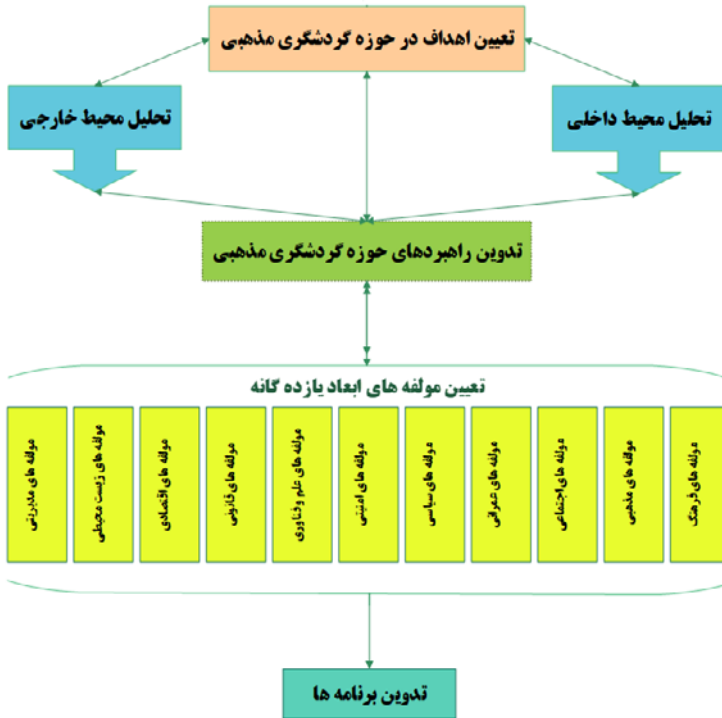 تعیین اهداف در حوزه گردشگری مذهبی
تحلیل محیط داخلی
تحلیل محیط خارجی
تدوین راهبردهای حوزه گردشگری مذهبی
تعیین مولفه های ابعاد یازده گانه
مولفه های فرهنگ
مولفه های مذهبی
مولفه های اجتماعی
مولفه های عمرانی
مولفه های سیاسی
مولفه های امنیتی
مولفه های علم و فناوری
مولفه های قانونی
مولفه های اقتصادی
مولفه های زیست محیطی
مولفه های مدیریتی
تدوین برنامه ها